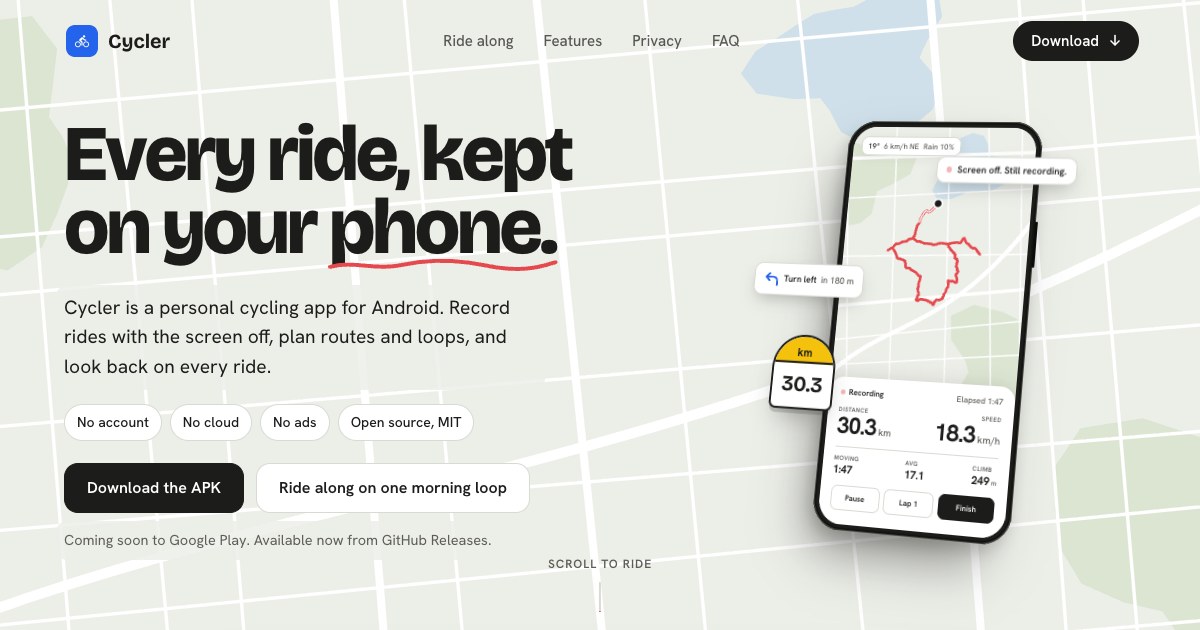 Cycler
Ride along
Features
Privacy
FAQ
Download
Every ride, kept
on your phone.
Cycler is a personal cycling app for Android. Record
rides with the screen off, plan routes and loops, and
look back on every ride.
No account
No cloud
No ads
Open source, MIT
Download the APK
Ride along on one morning loop
Coming soon to Google Play. Available now from GitHub Releases.
SCROLL TO RIDE
19° 6 km/h NE Rain 10%
Screen off. Still recording.
Turn left in 180 m
km
30.3
Recording
Elapsed 1:47
DISTANCE
SPEED
30.3 km
18.3 km/h
MOVING
AVG
CLIMB
1:47
17.1
249 m
Pause
Lap 1
Finish